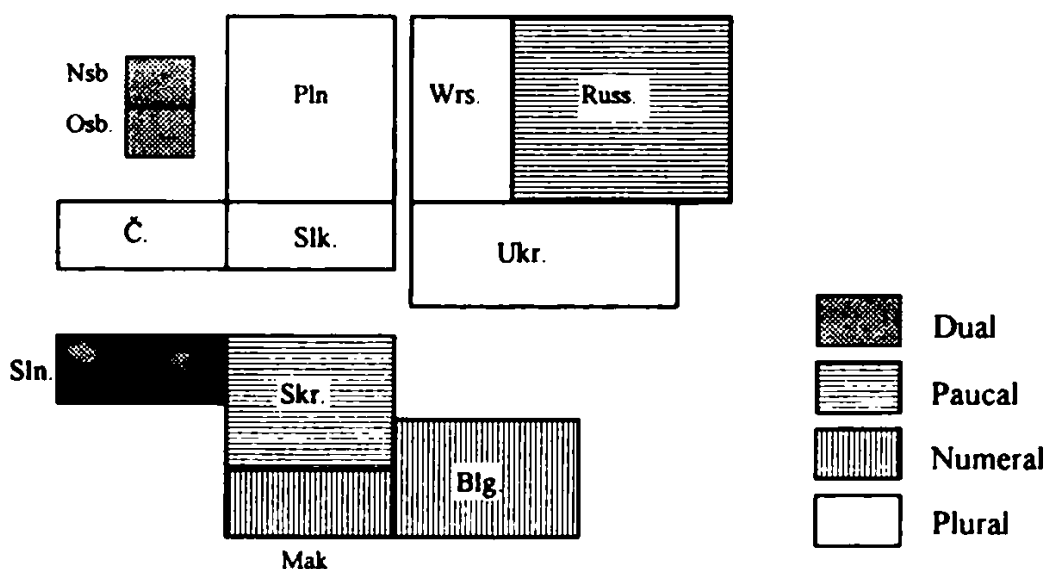 Nsb
Osb.
Pln
Wrs.
Russ.
Č.
Slk.
Ukr.
Sln.
Skr.
Blg.
Mak
Dual
Paucal
Numeral
Plural